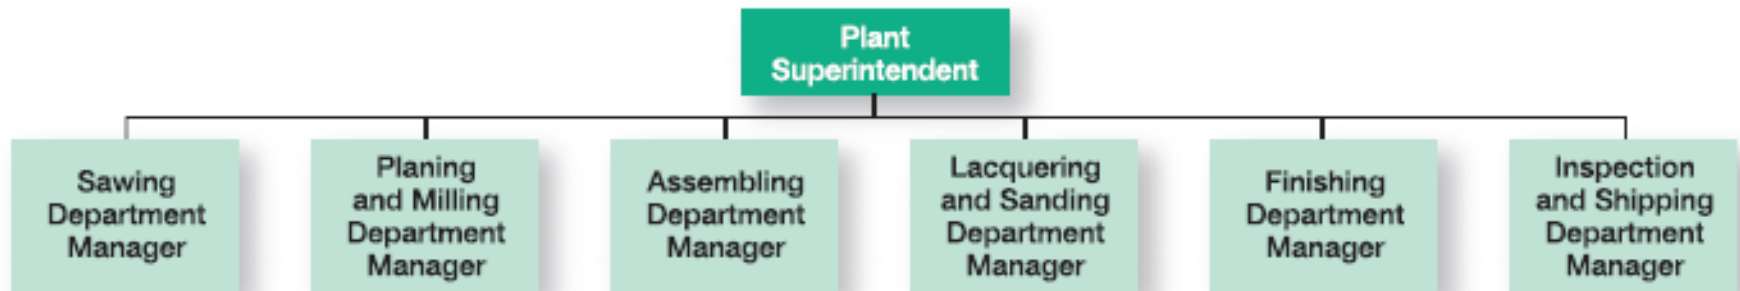 Plant
Superintendent
Sawing
Department
Manager
Planing
and Milling
Department
Manager
Assembling
Department
Manager
Lacquering
and Sanding
Department
Manager
Finishing
Department
Manager
Inspection
and Shipping
Department
Manager